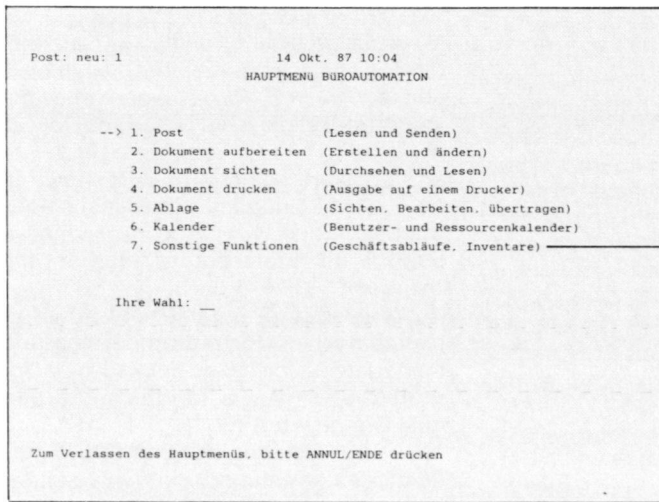 Post: neu: 1 14 Okt. 87 10:04
HAUPTMENü BüROAUTOMATION
--> 1. Post (Lesen und Senden)
2. Dokument aufbereiten (Erstellen und ändern)
3. Dokument sichten (Durchsehen und Lesen)
4. Dokument drucken (Ausgabe auf einem Drucker)
5. Ablage (Sichten, Bearbeiten, übertragen)
6. Kalender (Benutzer- und Ressourcenkalender)
7. Sonstige Funktionen (Geschäftsabläufe, Inventare)
Ihre Wahl: __
Zum Verlassen des Hauptmenüs, bitte ANNUL/ENDE drücken